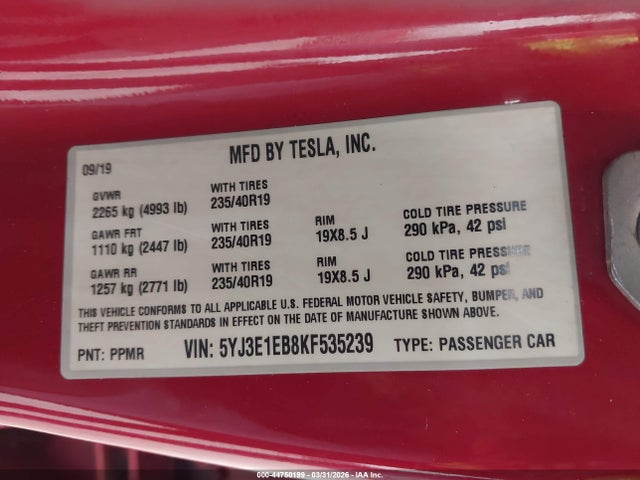 MFD BY TESLA, INC.
09/19
GVWR WITH TIRES
2265 kg (4993 lb) 235/40R19
GAWR FRT WITH TIRES RIM COLD TIRE PRESSURE
1110 kg (2447 lb) 235/40R19 19X8.5 J 290 kPa, 42 psi
GAWR RR WITH TIRES RIM COLD TIRE PRESSURE
1257 kg (2771 lb) 235/40R19 19X8.5 J 290 kPa, 42 psi
THIS VEHICLE CONFORMS TO ALL APPLICABLE U.S. FEDERAL MOTOR VEHICLE SAFETY, BUMPER, AND
THEFT PREVENTION STANDARDS IN EFFECT ON THE DATE OF MANUFACTURE SHOWN ABOVE.
PNT: PPMR VIN: 5YJ3E1EB8KF535239 TYPE: PASSENGER CAR
000-44750199 - 03/31/2026 - IAA Inc.